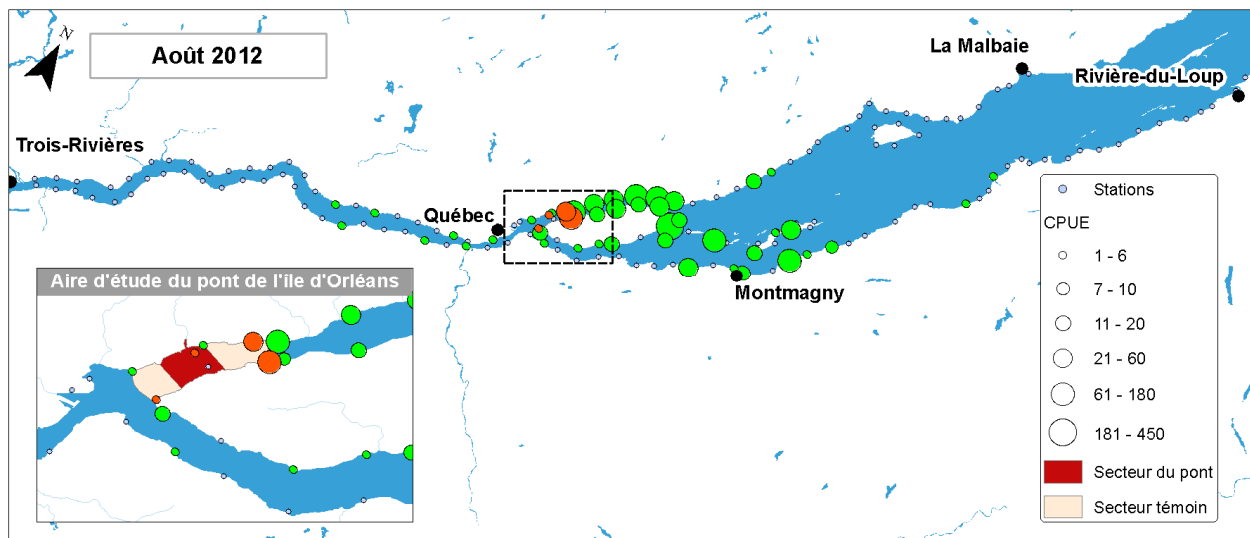 N
Août 2012
La Malbaie
Rivière-du-Loup
Trois-Rivières
Québec
Montmagny
Aire d'étude du pont de l'île d'Orléans
Stations
CPUE
1 - 6
7 - 10
11 - 20
21 - 60
61 - 180
181 - 450
Secteur du pont
Secteur témoin